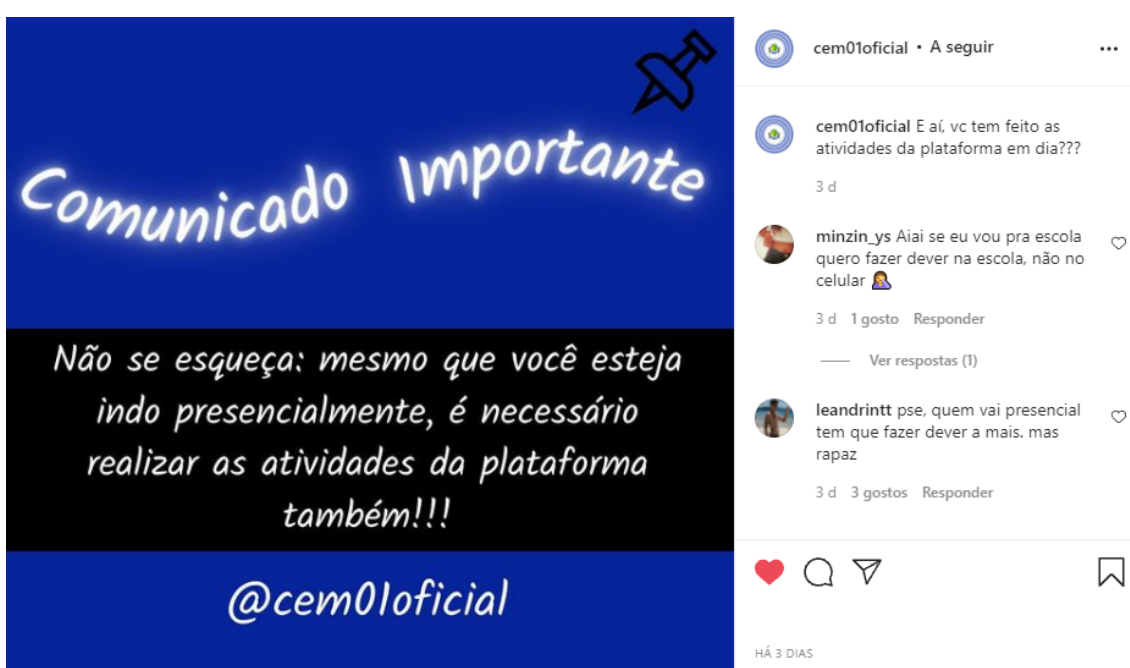 Comunicado Importante
Não se esqueça: mesmo que você esteja
indo presencialmente, é necessário
realizar as atividades da plataforma
também!!!
@cem01oficial
cem01oficial • A seguir
cem01oficial E aí, vc tem feito as
atividades da plataforma em dia???
3 d
minzin_ys Aiai se eu vou pra escola
quero fazer dever na escola, não no
celular 🤦‍♀️
3 d 1 gosto Responder
Ver respostas (1)
leandrintt pse, quem vai presencial
tem que fazer dever a mais. mas
rapaz
3 d 3 gostos Responder
HÁ 3 DIAS